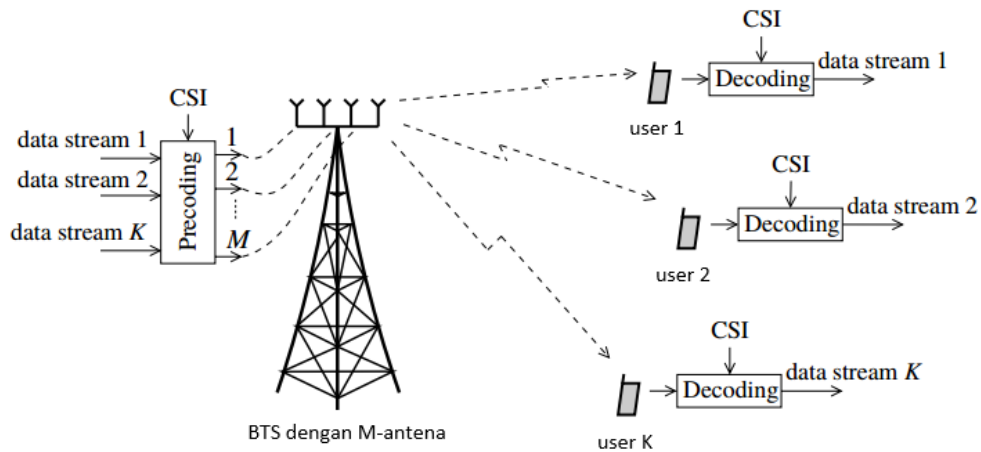 CSI
data stream 1
data stream 2
data stream K
Precoding
1
2
M
BTS dengan M-antena
CSI
Decoding
data stream 1
user 1
CSI
Decoding
data stream 2
user 2
CSI
Decoding
data stream K
user K